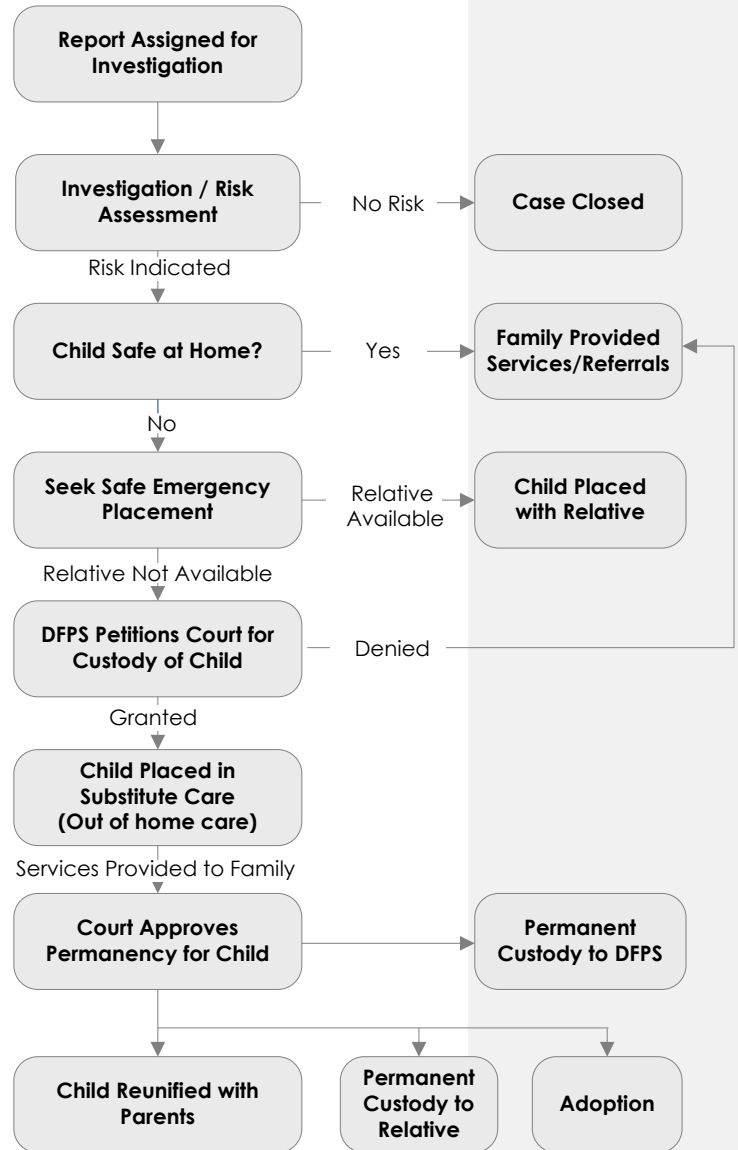 Report Assigned for
Investigation
Investigation / Risk
Assessment
No Risk
Case Closed
Risk Indicated
Child Safe at Home?
Yes
Family Provided
Services/Referrals
No
Seek Safe Emergency
Placement
Relative
Available
Child Placed
with Relative
Relative Not Available
DFPS Petitions Court for
Custody of Child
Denied
Granted
Child Placed in
Substitute Care
(Out of home care)
Services Provided to Family
Court Approves
Permanency for Child
Permanent
Custody to DFPS
Child Reunified with
Parents
Permanent
Custody to
Relative
Adoption